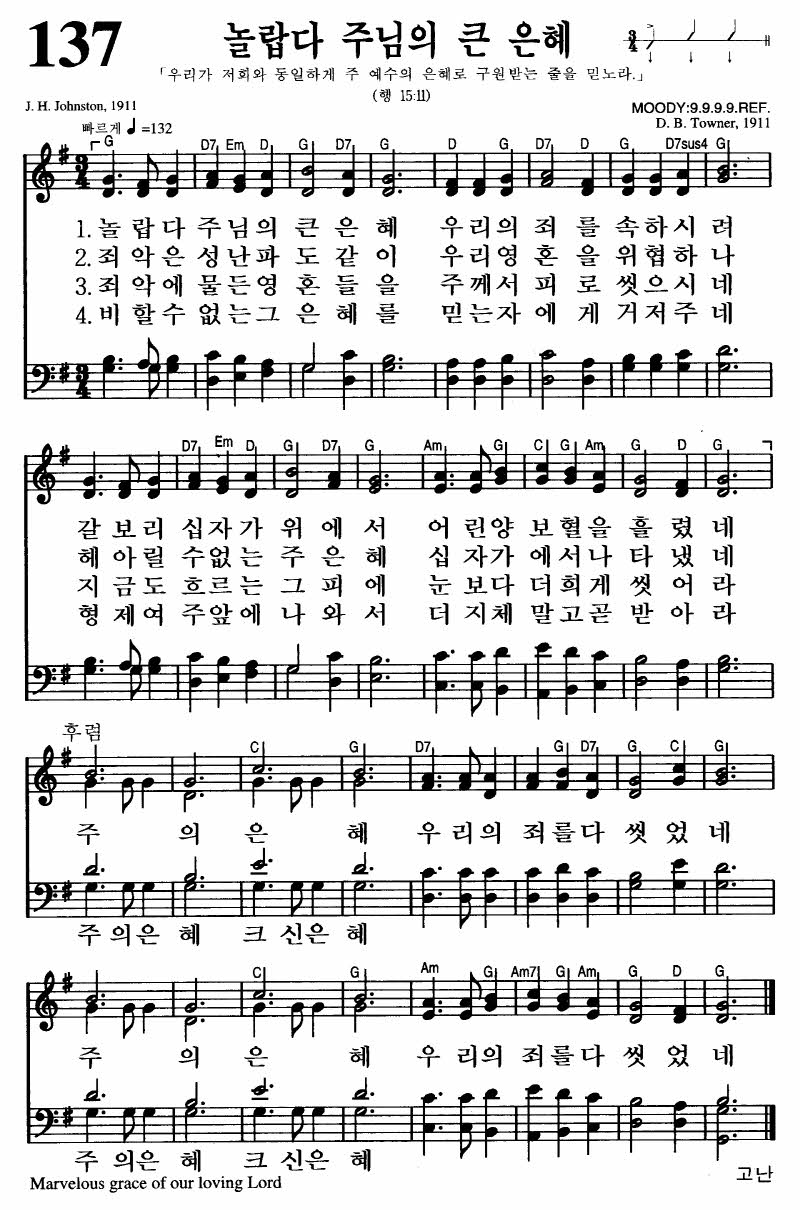 137
놀랍다 주님의 큰 은혜
「우리가 저희와 동일하게 주 예수의 은혜로 구원받는 줄을 믿노라.」
(행 15:11)
J. H. Johnston, 1911
MOODY:9.9.9.9.REF.
빠르게 ♩=132
D. B. Towner, 1911
3/4
G D7 Em D G D7 G D G D7 D G D7sus4 G
1. 놀랍다 주님의 큰 은혜 우리의 죄를 속하시려
2. 죄악은 성난파도같이 우리영혼을 위협하나
3. 죄악에 물든영혼들을 주께서 피로 씻으시네
4. 비할수 없는그 은혜를 믿는자에게 거저주네
D7 Em D G D7 G Am G C G Am G D G
갈보리 십자가 위에서 어린양 보혈을 흘렸네
헤아릴 수없는 주은혜 십자가에서 나타냈네
지금도 흐르는 그피에 눈보다 더희게 씻어라
형제여 주앞에 나와서 더지체 말고곧 받아라
후렴
C G D7 G D7 G C G
주의은혜 우리의 죄를다 씻었네
주의은혜 크신은혜
C G Am G Am7 G C G D G
주의은혜 우리의 죄를다 씻었네
주의은혜 크신은혜
Marvelous grace of our loving Lord
고난